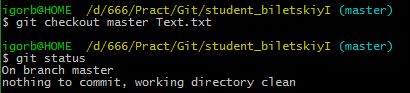 igorb@HOME /d/666/Pract/Git/student_biletskiyI (master)
$ git checkout master Text.txt
igorb@HOME /d/666/Pract/Git/student_biletskiyI (master)
$ git status
On branch master
nothing to commit, working directory clean